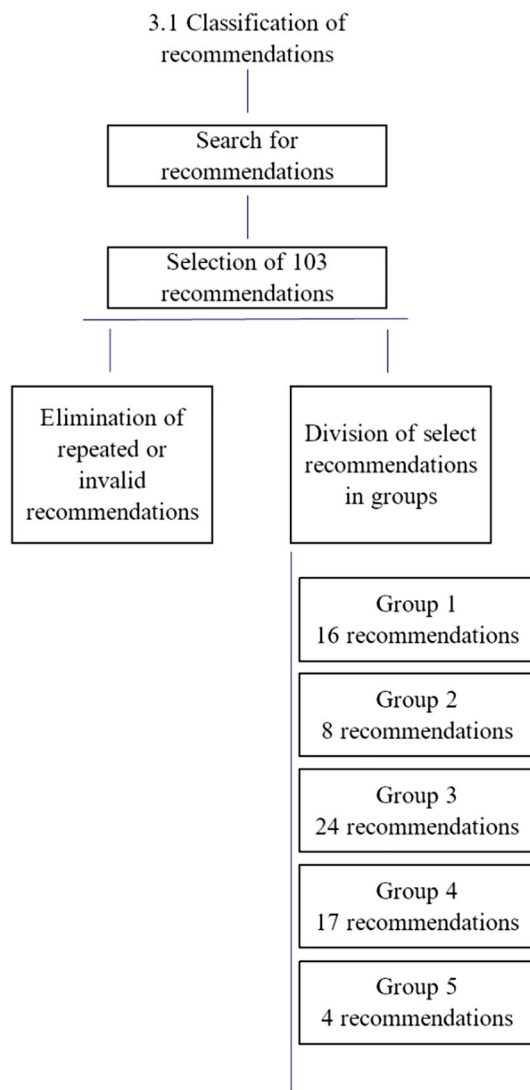 3.1 Classification of
recommendations
Search for
recommendations
Selection of 103
recommendations
Elimination of
repeated or
invalid
recommendations
Division of select
recommendations
in groups
Group 1
16 recommendations
Group 2
8 recommendations
Group 3
24 recommendations
Group 4
17 recommendations
Group 5
4 recommendations